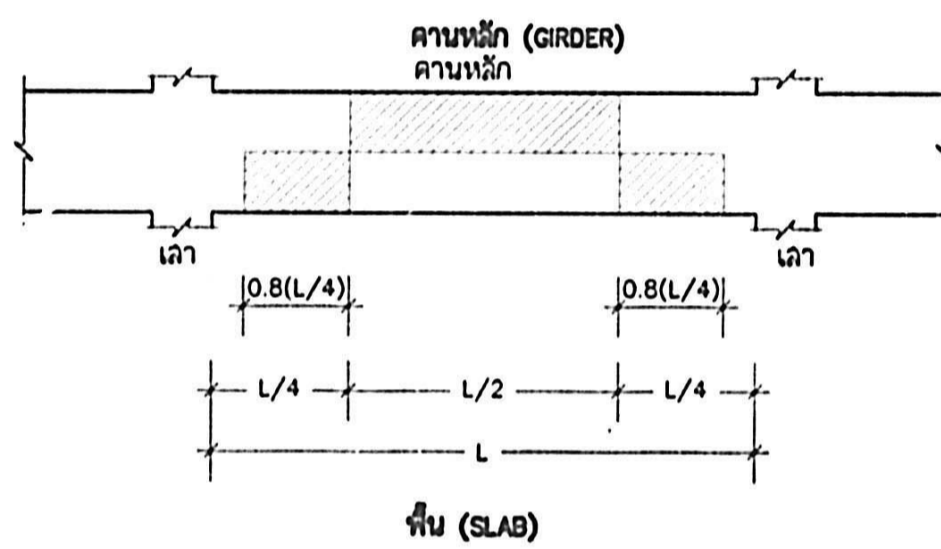 คานหลัก (GIRDER)
คานหลัก
เสา เสา
0.8(L/4) 0.8(L/4)
L/4 L/2 L/4
L
พื้น (SLAB)